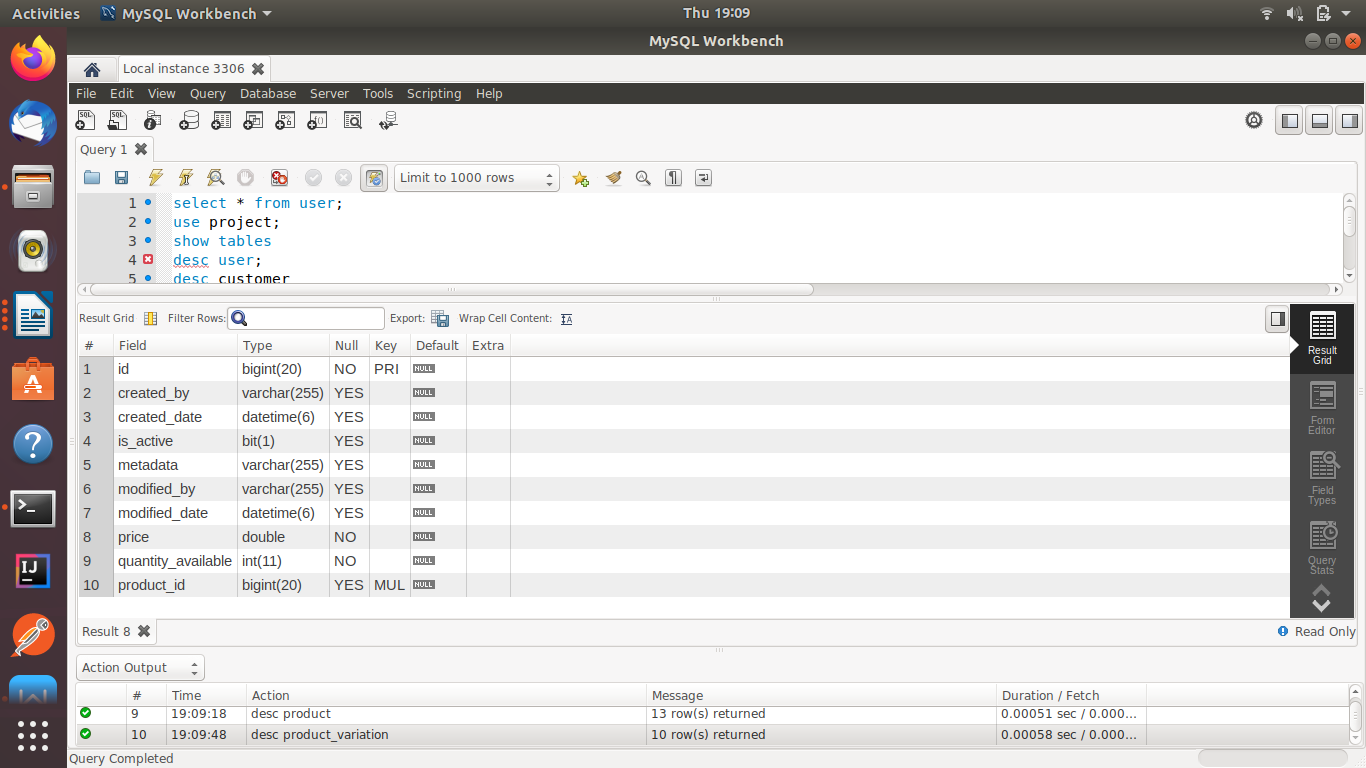 Activities MySQL Workbench Thu 19:09
MySQL Workbench
Local instance 3306
File Edit View Query Database Server Tools Scripting Help
Query 1
Limit to 1000 rows
1 select * from user;
2 use project;
3 show tables
4 desc user;
5 desc customer
Result Grid Filter Rows: Export: Wrap Cell Content:
# Field Type Null Key Default Extra
1 id bigint(20) NO PRI NULL
2 created_by varchar(255) YES NULL
3 created_date datetime(6) YES NULL
4 is_active bit(1) YES NULL
5 metadata varchar(255) YES NULL
6 modified_by varchar(255) YES NULL
7 modified_date datetime(6) YES NULL
8 price double NO NULL
9 quantity_available int(11) NO NULL
10 product_id bigint(20) YES MUL NULL
Result
Grid
Form
Editor
Field
Types
Query
Stats
Result 8 Read Only
Action Output
# Time Action Message Duration / Fetch
9 19:09:18 desc product 13 row(s) returned 0.00051 sec / 0.000...
10 19:09:48 desc product_variation 10 row(s) returned 0.00058 sec / 0.000...
Query Completed